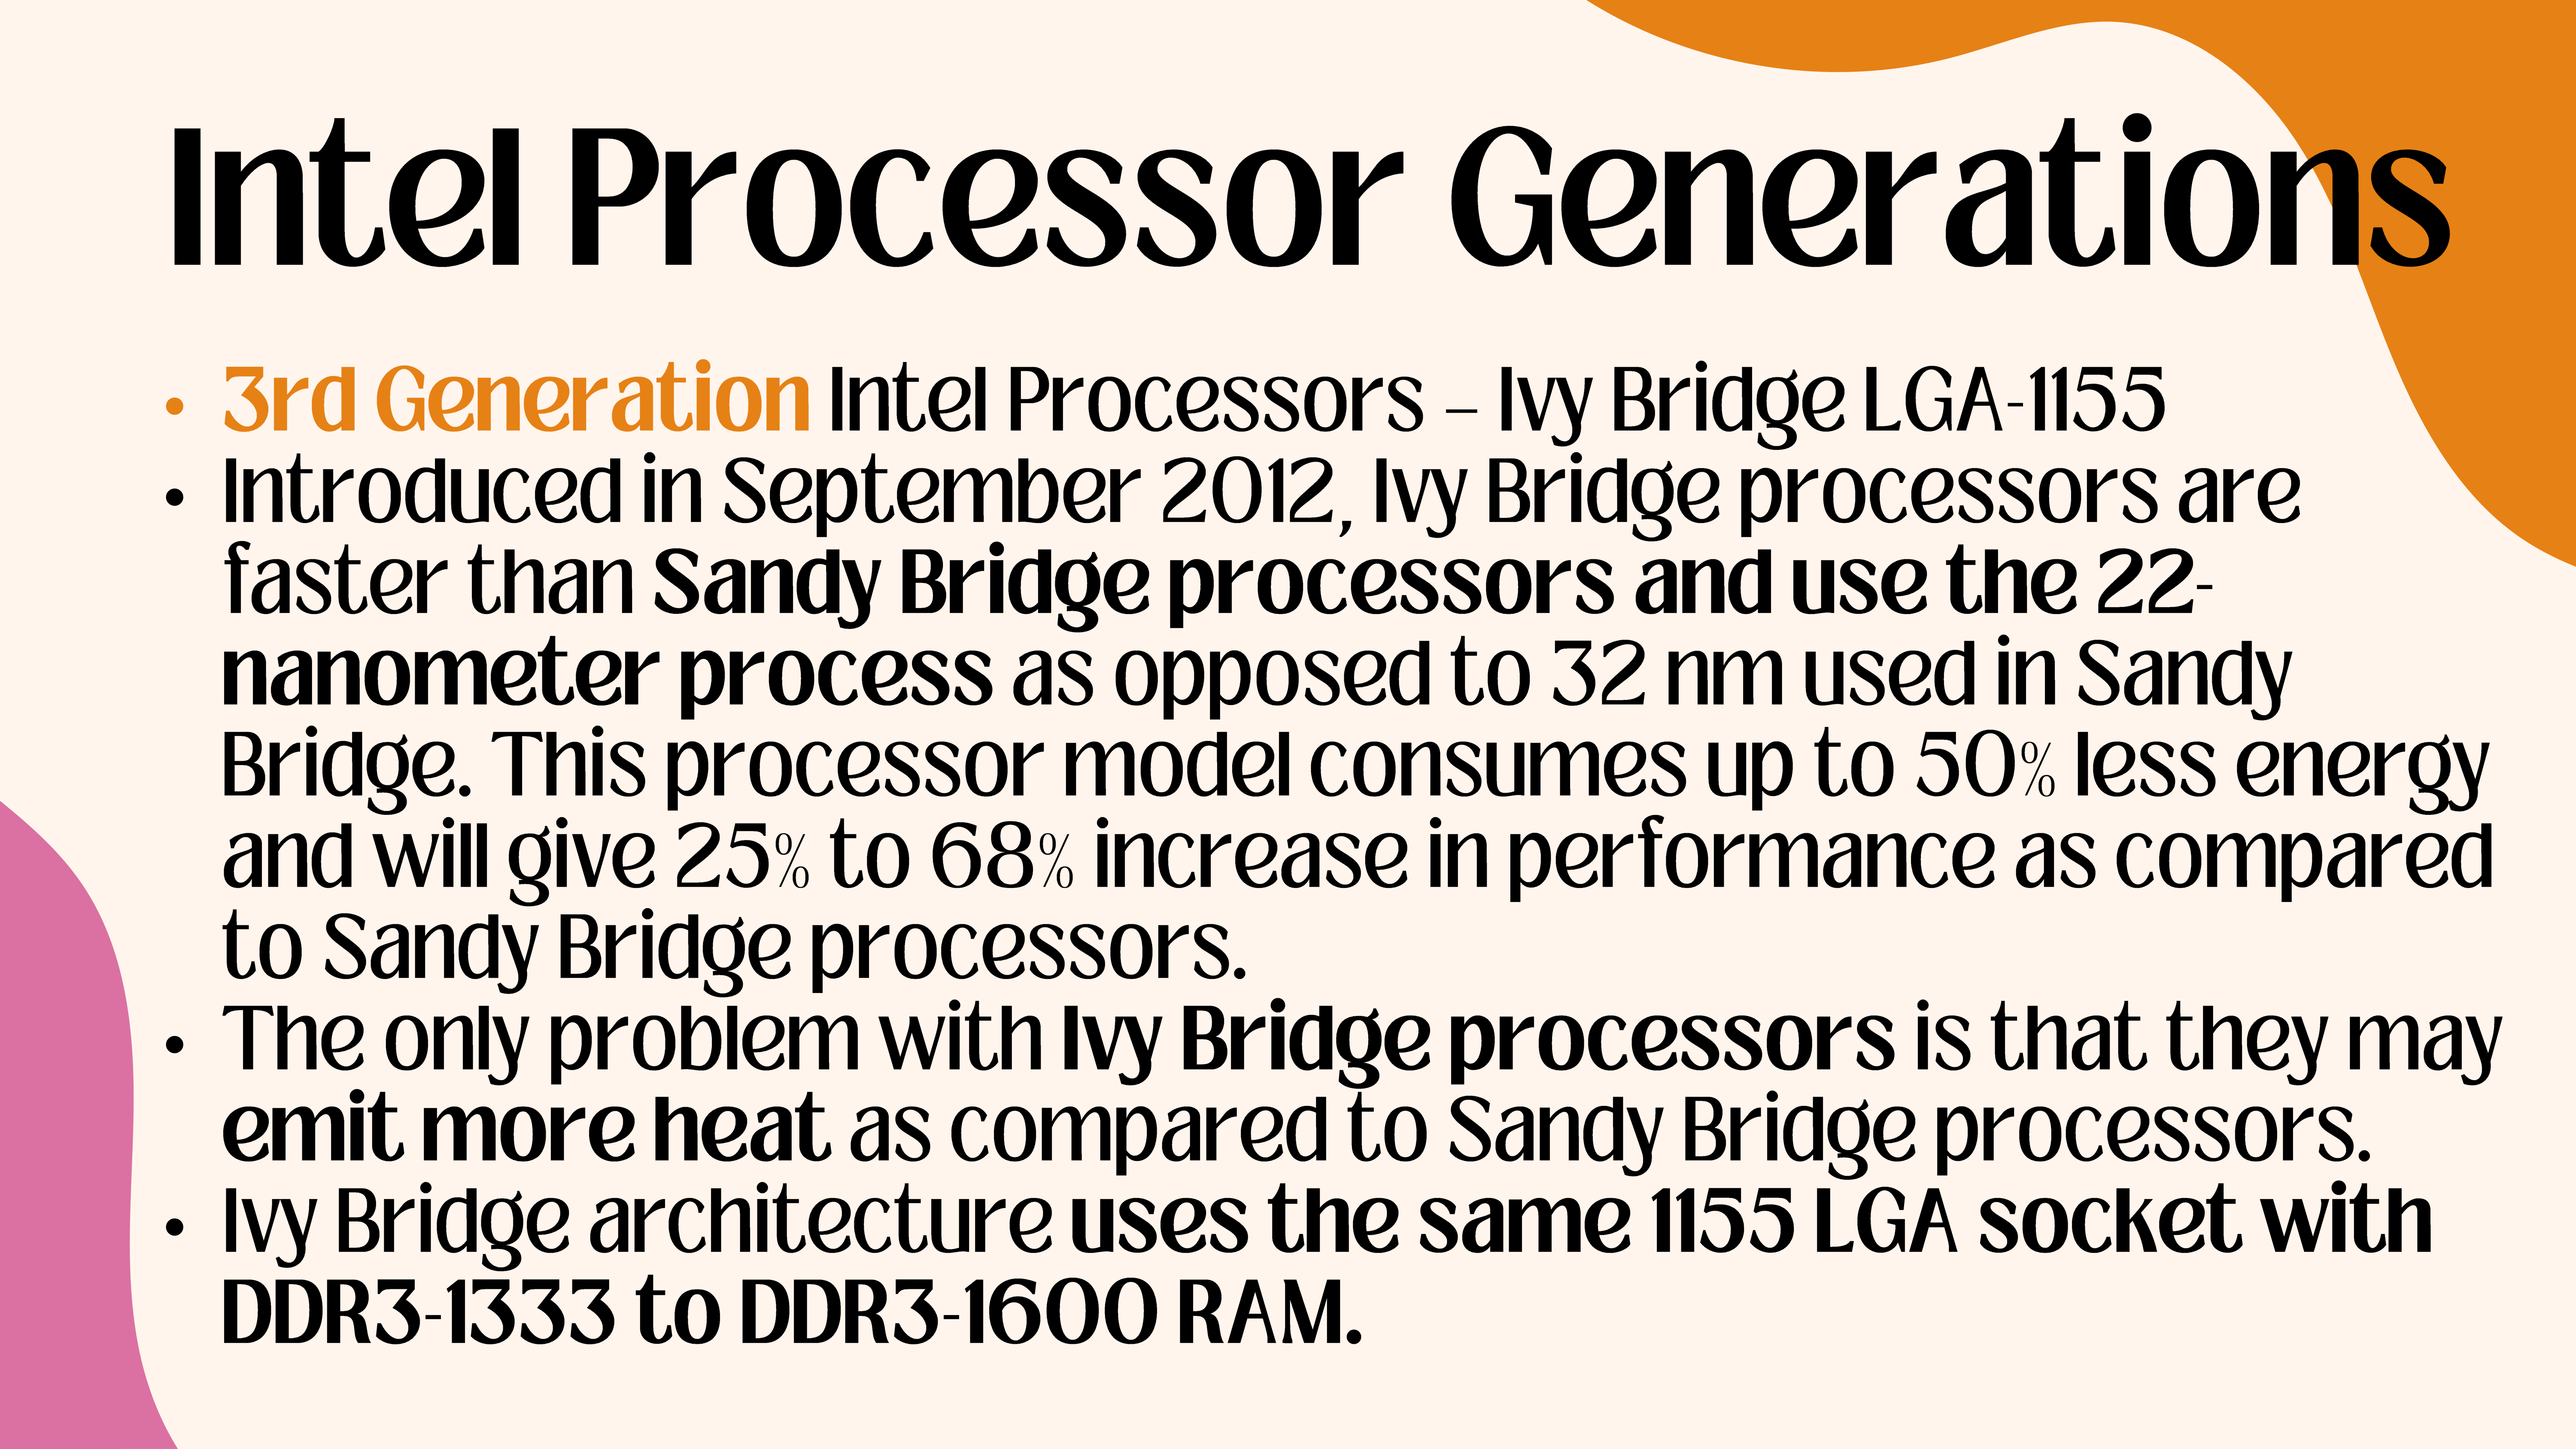 Intel Processor Generations
• 3rd Generation Intel Processors – Ivy Bridge LGA-1155
• Introduced in September 2012, Ivy Bridge processors are
faster than Sandy Bridge processors and use the 22-
nanometer process as opposed to 32 nm used in Sandy
Bridge. This processor model consumes up to 50% less energy
and will give 25% to 68% increase in performance as compared
to Sandy Bridge processors.
• The only problem with Ivy Bridge processors is that they may
emit more heat as compared to Sandy Bridge processors.
• Ivy Bridge architecture uses the same 1155 LGA socket with
DDR3-1333 to DDR3-1600 RAM.